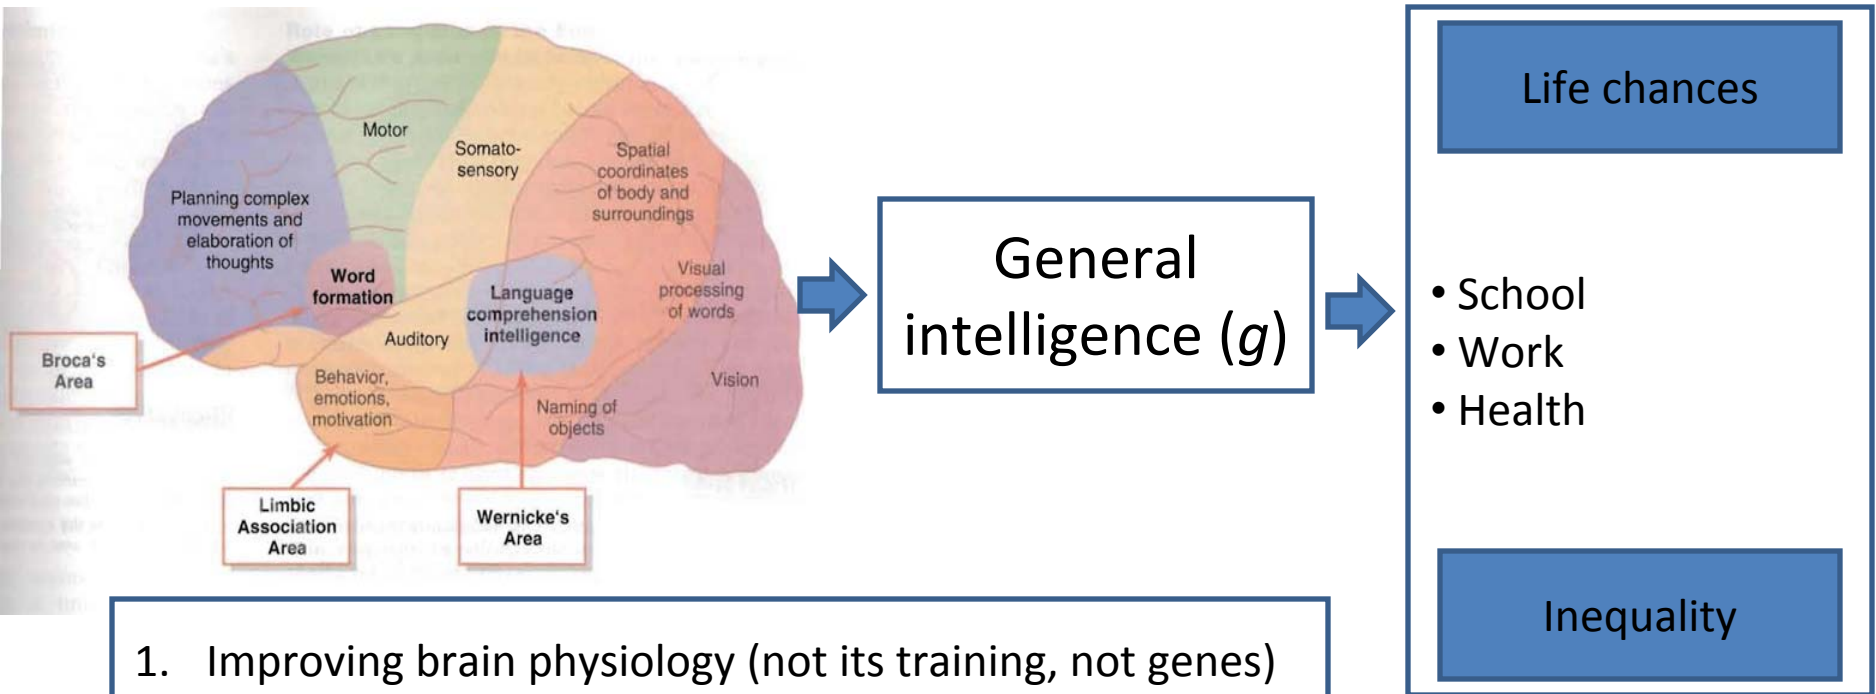 Motor
Somato-
sensory
Spatial
coordinates
of body and
surroundings
Planning complex
movements and
elaboration of
thoughts
Word
formation
Language
comprehension
intelligence
Visual
processing
of words
Auditory
Vision
Behavior,
emotions,
motivation
Naming of
objects
Broca's
Area
Limbic
Association
Area
Wernicke's
Area
General
intelligence (g)
Life chances
• School
• Work
• Health
Inequality
1. Improving brain physiology (not its training, not genes)